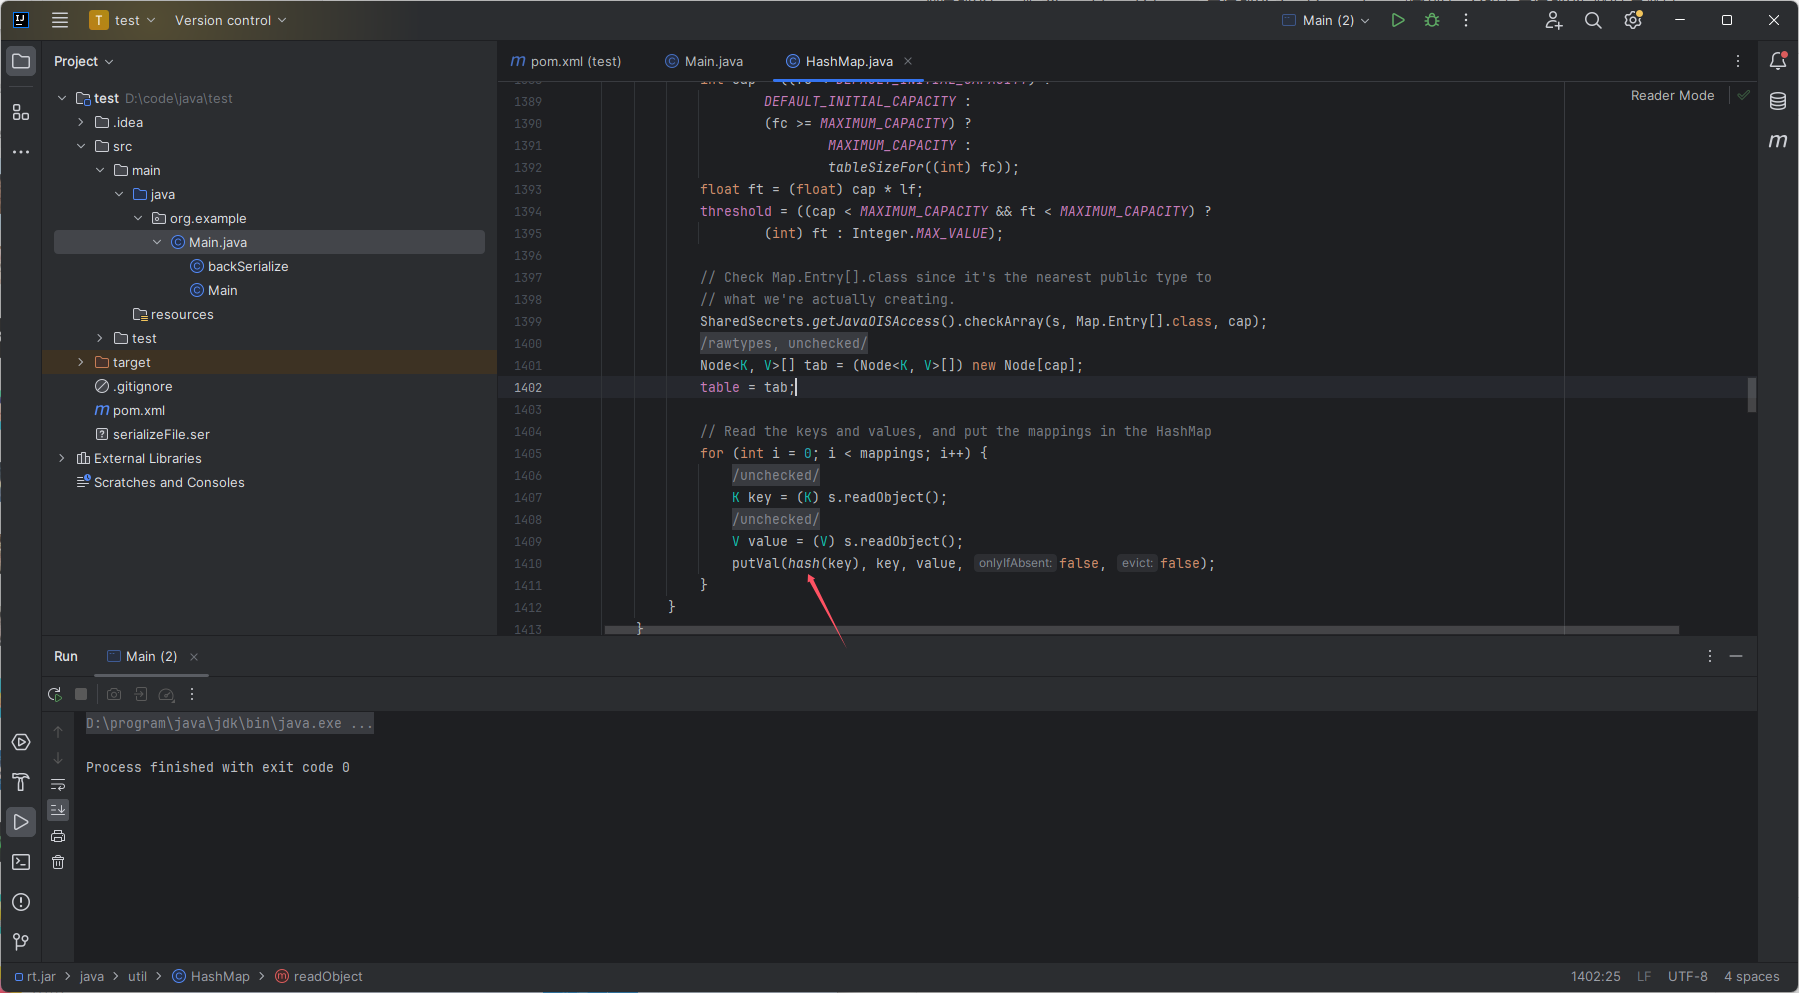 T test Version control Main (2)
Project
test D:\code\java\test
.idea
src
main
java
org.example
Main.java
backSerialize
Main
resources
test
target
.gitignore
pom.xml
serializeFile.ser
External Libraries
Scratches and Consoles
pom.xml (test) Main.java HashMap.java
Reader Mode
1389 DEFAULT_INITIAL_CAPACITY :
1390 (fc >= MAXIMUM_CAPACITY) ?
1391 MAXIMUM_CAPACITY :
1392 tableSizeFor((int) fc));
1393 float ft = (float) cap * lf;
1394 threshold = ((cap < MAXIMUM_CAPACITY && ft < MAXIMUM_CAPACITY) ?
1395 (int) ft : Integer.MAX_VALUE);
1396
1397 // Check Map.Entry[].class since it's the nearest public type to
1398 // what we're actually creating.
1399 SharedSecrets.getJavaOISAccess().checkArray(s, Map.Entry[].class, cap);
1400 /rawtypes, unchecked/
1401 Node<K, V>[] tab = (Node<K, V>[]) new Node[cap];
1402 table = tab;
1403
1404 // Read the keys and values, and put the mappings in the HashMap
1405 for (int i = 0; i < mappings; i++) {
1406 /unchecked/
1407 K key = (K) s.readObject();
1408 /unchecked/
1409 V value = (V) s.readObject();
1410 putVal(hash(key), key, value, onlyIfAbsent: false, evict: false);
1411 }
1412 }
1413 }
Run Main (2)
D:\program\java\jdk\bin\java.exe ...
Process finished with exit code 0
rt.jar > java > util > HashMap > readObject 1402:25 LF UTF-8 4 spaces